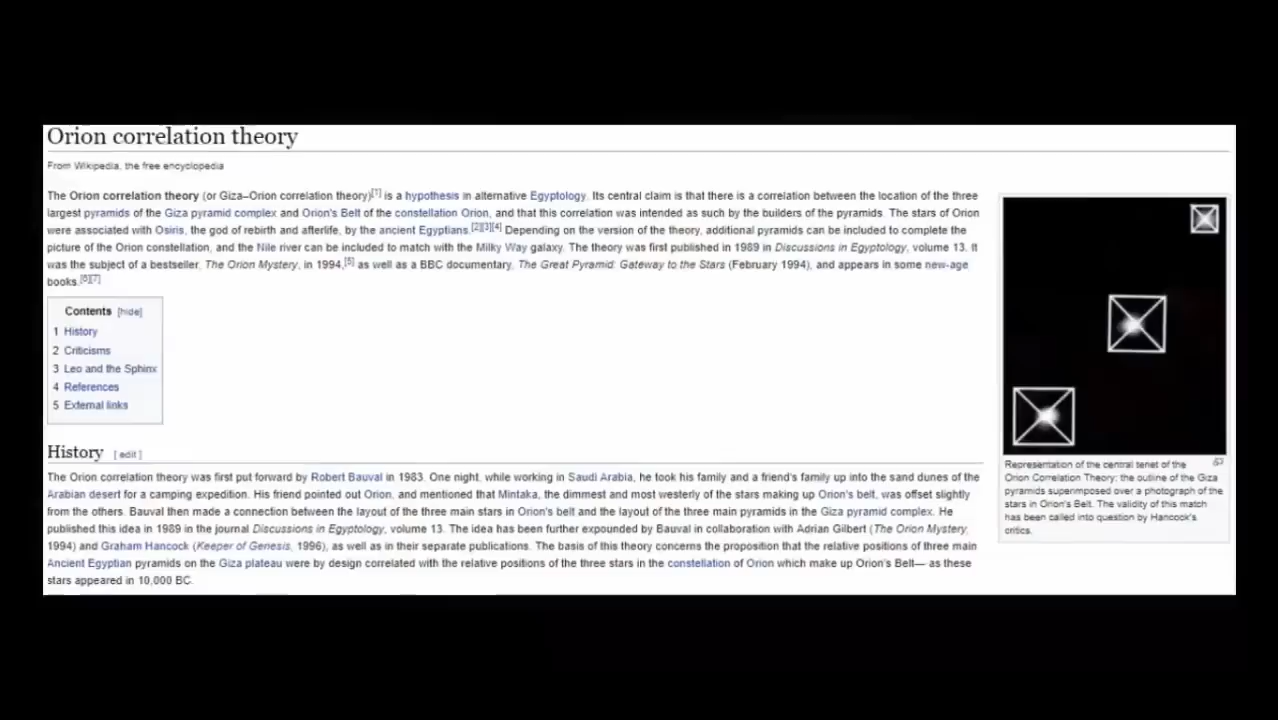 Orion correlation theory
From Wikipedia, the free encyclopedia
The Orion correlation theory (or Giza–Orion correlation theory)[1] is a hypothesis in alternative Egyptology. Its central claim is that there is a correlation between the location of the three
largest pyramids of the Giza pyramid complex and Orion's Belt of the constellation Orion, and that this correlation was intended as such by the builders of the pyramids. The stars of Orion
were associated with Osiris, the god of rebirth and afterlife, by the ancient Egyptians.[2][3][4] Depending on the version of the theory, additional pyramids can be included to complete the
picture of the Orion constellation, and the Nile river can be included to match with the Milky Way galaxy. The theory was first published in 1989 in Discussions in Egyptology, volume 13. It
was the subject of a bestseller, The Orion Mystery, in 1994,[5] as well as a BBC documentary, The Great Pyramid: Gateway to the Stars (February 1994), and appears in some new-age
books.[6][7]
Contents [hide]
1 History
2 Criticisms
3 Leo and the Sphinx
4 References
5 External links
History [ edit ]
The Orion correlation theory was first put forward by Robert Bauval in 1983. One night, while working in Saudi Arabia, he took his family and a friend's family up into the sand dunes of the
Arabian desert for a camping expedition. His friend pointed out Orion, and mentioned that Mintaka, the dimmest and most westerly of the stars making up Orion's belt, was offset slightly
from the others. Bauval then made a connection between the layout of the three main stars in Orion's belt and the layout of the three main pyramids in the Giza pyramid complex. He
published this idea in 1989 in the journal Discussions in Egyptology, volume 13. The idea has been further expounded by Bauval in collaboration with Adrian Gilbert (The Orion Mystery,
1994) and Graham Hancock (Keeper of Genesis, 1996), as well as in their separate publications. The basis of this theory concerns the proposition that the relative positions of three main
Ancient Egyptian pyramids on the Giza plateau were by design correlated with the relative positions of the three stars in the constellation of Orion which make up Orion's Belt— as these
stars appeared in 10,000 BC.
Representation of the central tenet of the
Orion Correlation Theory: the outline of the Giza
pyramids superimposed over a photograph of the
stars in Orion's Belt. The validity of this match
has been called into question by Hancock's
critics.